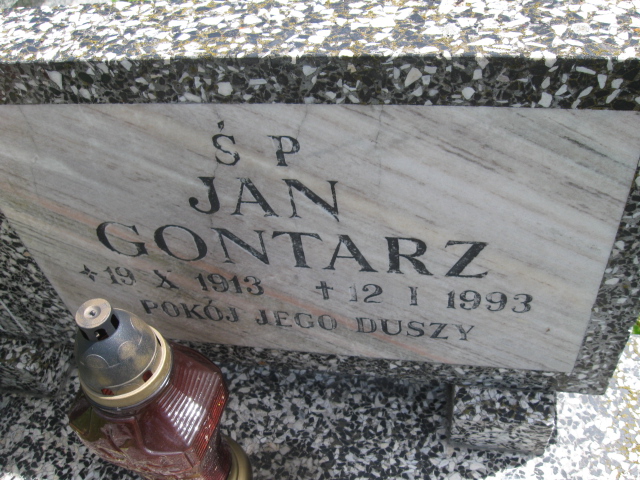 Ś P
JAN
GONTARZ
*19 X 1913 †12 I 1993
POKÓJ JEGO DUSZY